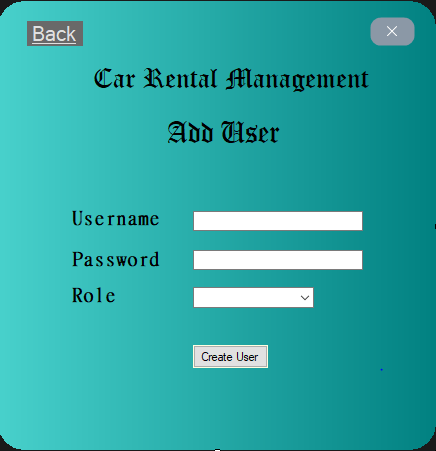 Back
Car Rental Management
Add User
Username
Password
Role
Create User